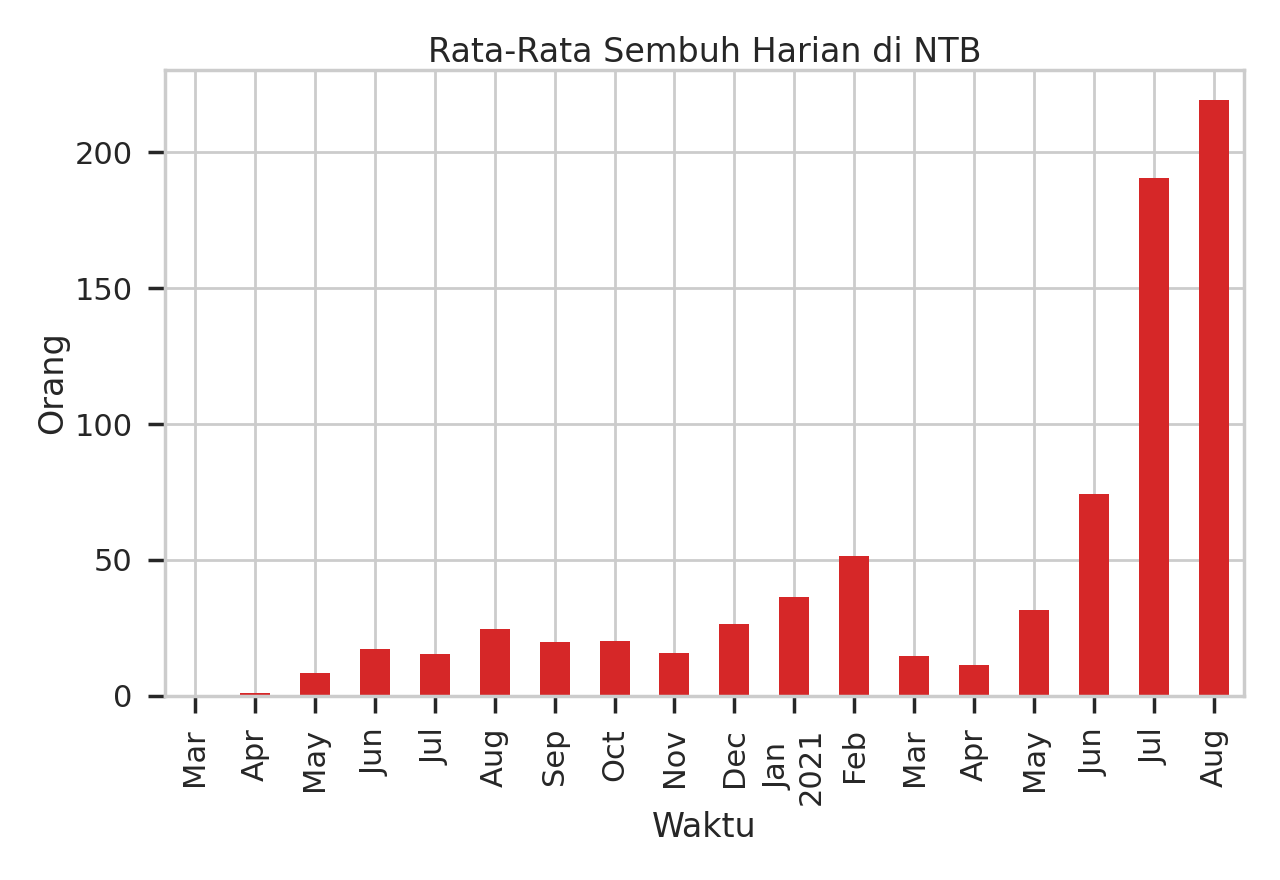 Rata-Rata Sembuh Harian di NTB
Orang
200
150
100
50
0
Mar
Apr
May
Jun
Jul
Aug
Sep
Oct
Nov
Dec
Jan
2021
Feb
Mar
Apr
May
Jun
Jul
Aug
Waktu